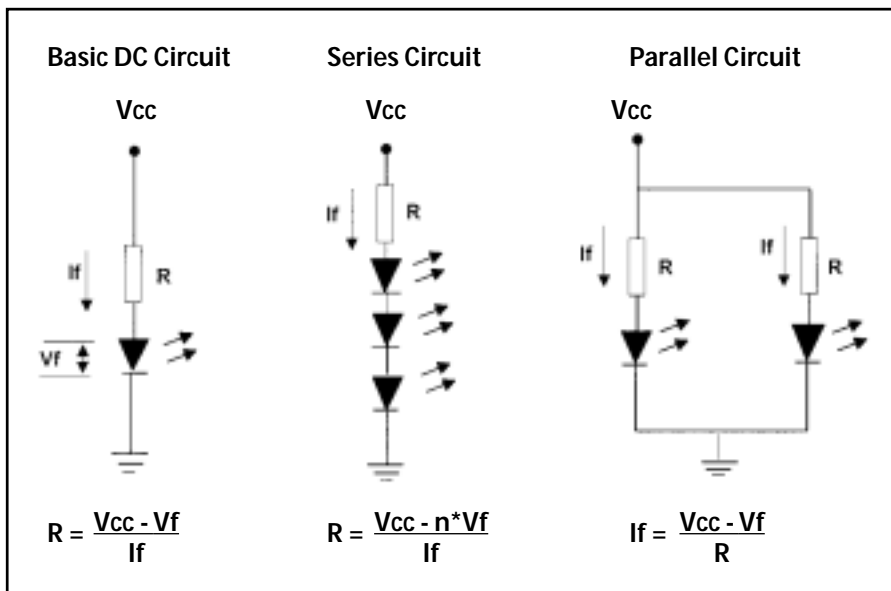 Basic DC Circuit
Series Circuit
Parallel Circuit
Vcc
Vcc
Vcc
If
R
Vf
If
R
If
R
If
R
R = Vcc - Vf
If
R = Vcc - n*Vf
If
If = Vcc - Vf
R